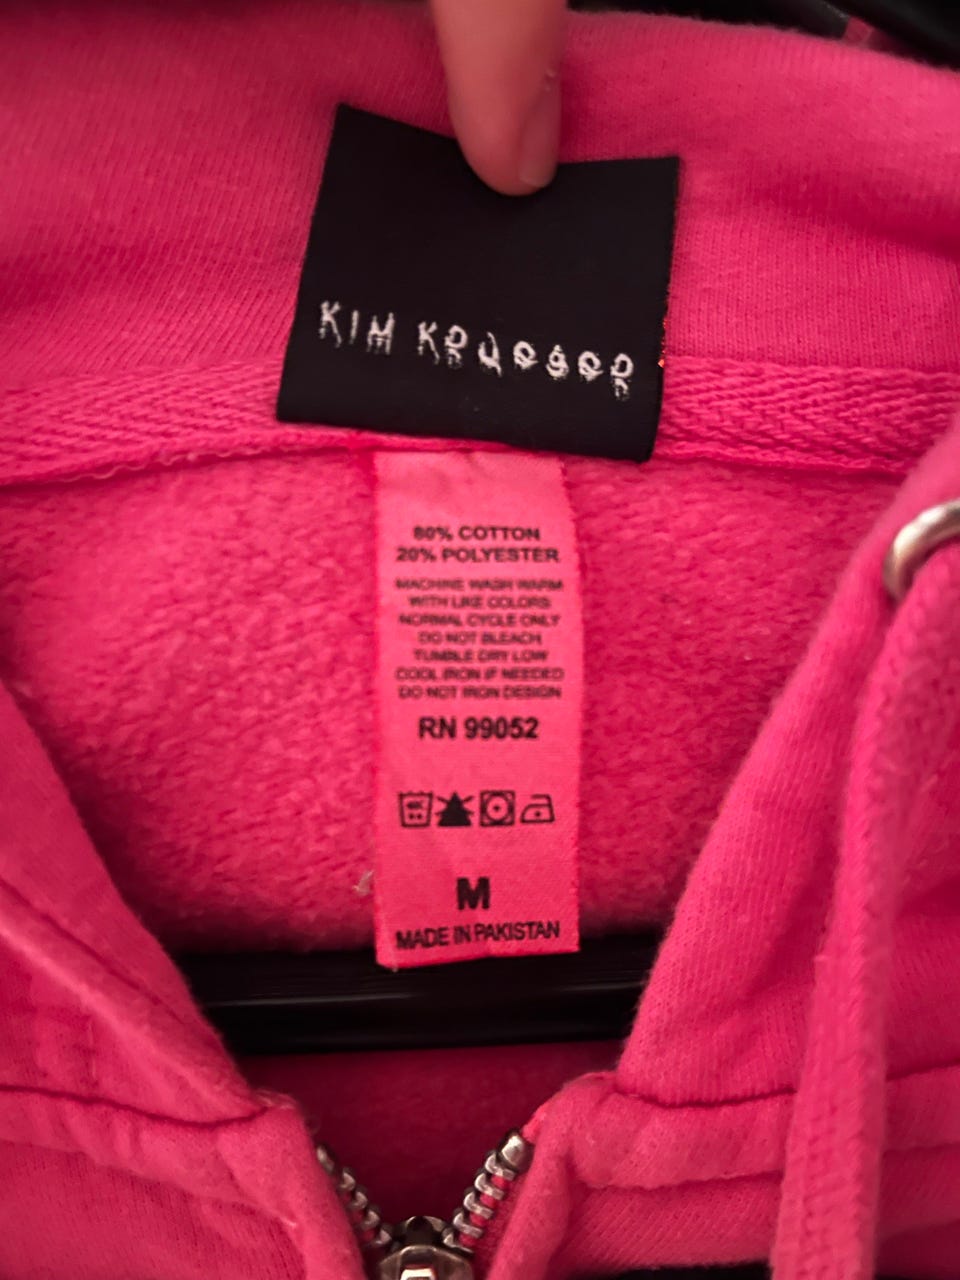 KIM KRUEGER
80% COTTON
20% POLYESTER
MACHINE WASH WARM
WITH LIKE COLORS
NORMAL CYCLE ONLY
DO NOT BLEACH
TUMBLE DRY LOW
COOL IRON IF NEEDED
DO NOT IRON DESIGN
RN 99052
M
MADE IN PAKISTAN